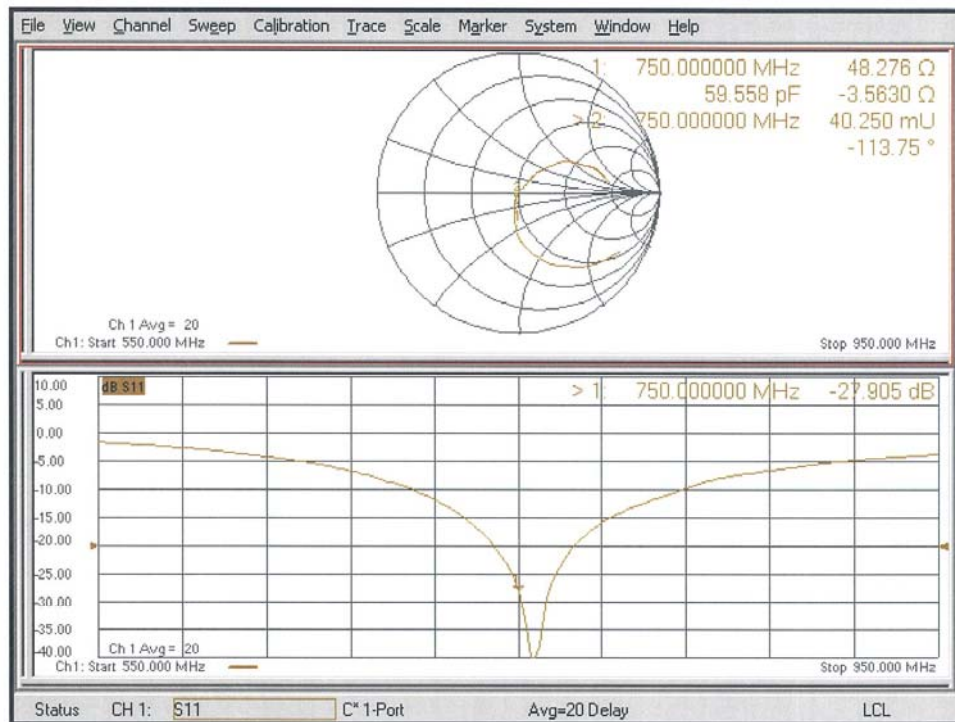 File View Channel Sweep Calibration Trace Scale Marker System Window Help
1: 750.000000 MHz 48.276 Ω
59.558 pF -3.5630 Ω
> 2: 750.000000 MHz 40.250 mU
-113.75 °
Ch 1 Avg = 20
Ch1: Start 550.000 MHz
Stop 950.000 MHz
10.00
dB S11
> 1: 750.000000 MHz -27.905 dB
5.00
0.00
-5.00
-10.00
-15.00
-20.00
-25.00
-30.00
-35.00
-40.00
Ch 1 Avg = 20
Ch1: Start 550.000 MHz
Stop 950.000 MHz
Status CH 1: S11 C* 1-Port Avg=20 Delay LCL